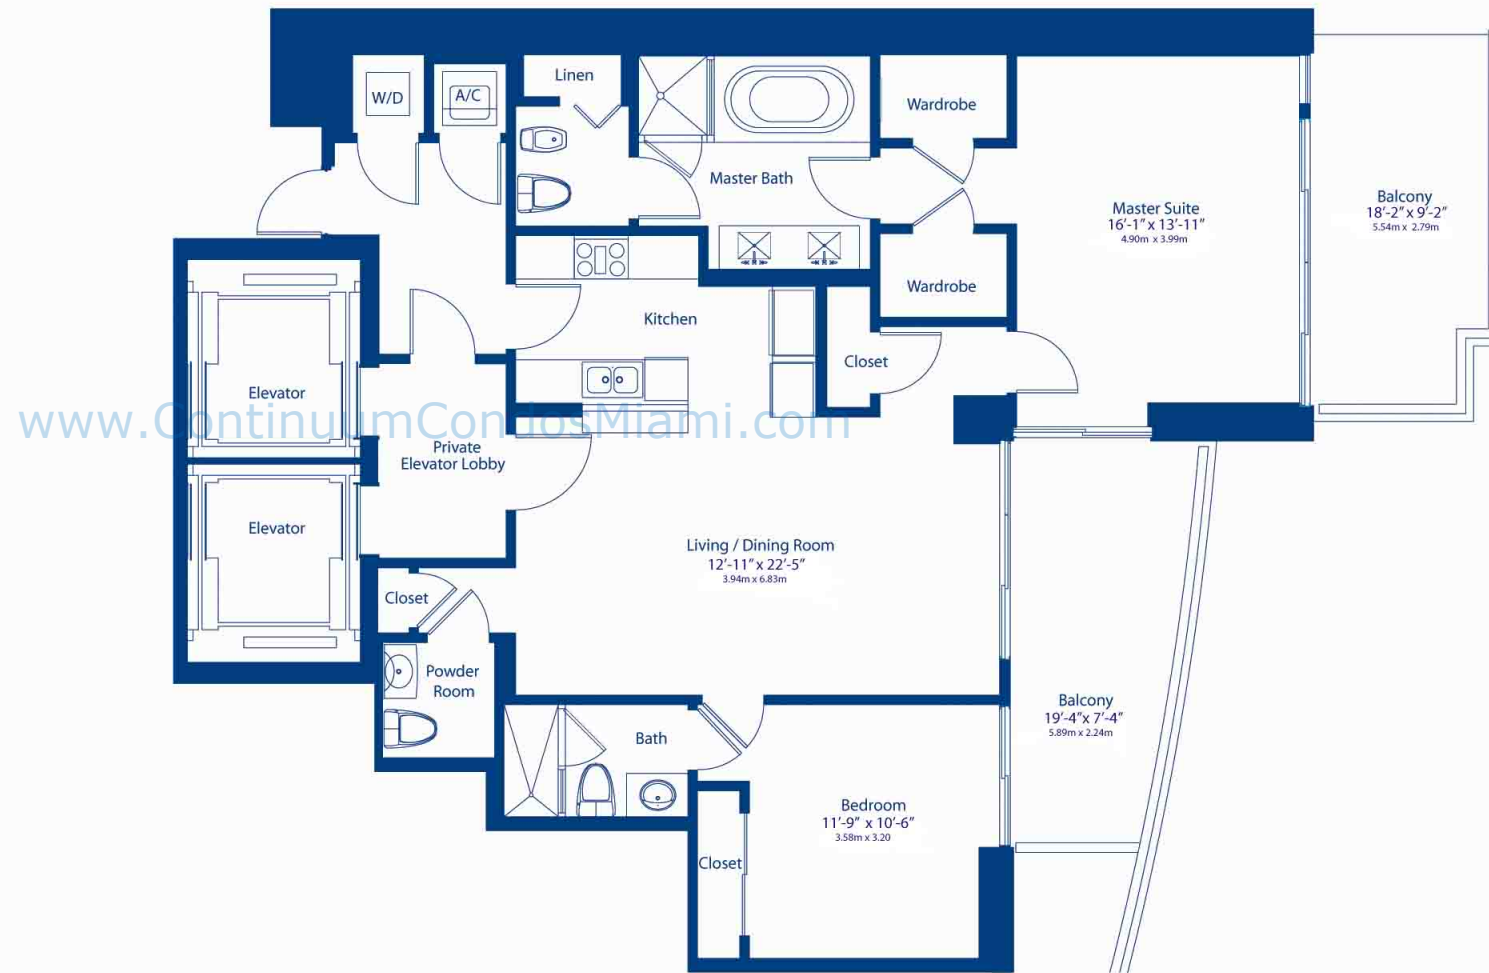 Linen
W/D
A/C
Wardrobe
Master Bath
Master Suite
16'-1" x 13'-11"
4.90m x 3.99m
Balcony
18'-2" x 9'-2"
5.54m x 2.79m
Wardrobe
Kitchen
Closet
Elevator
www.ContinuumCondosMiami.com
Private
Elevator Lobby
Elevator
Living / Dining Room
12'-11" x 22'-5"
3.94m x 6.83m
Closet
Powder
Room
Balcony
19'-4"x 7'-4"
5.89m x 2.24m
Bath
Bedroom
11'-9" x 10'-6"
3.58m x 3.20
Closet